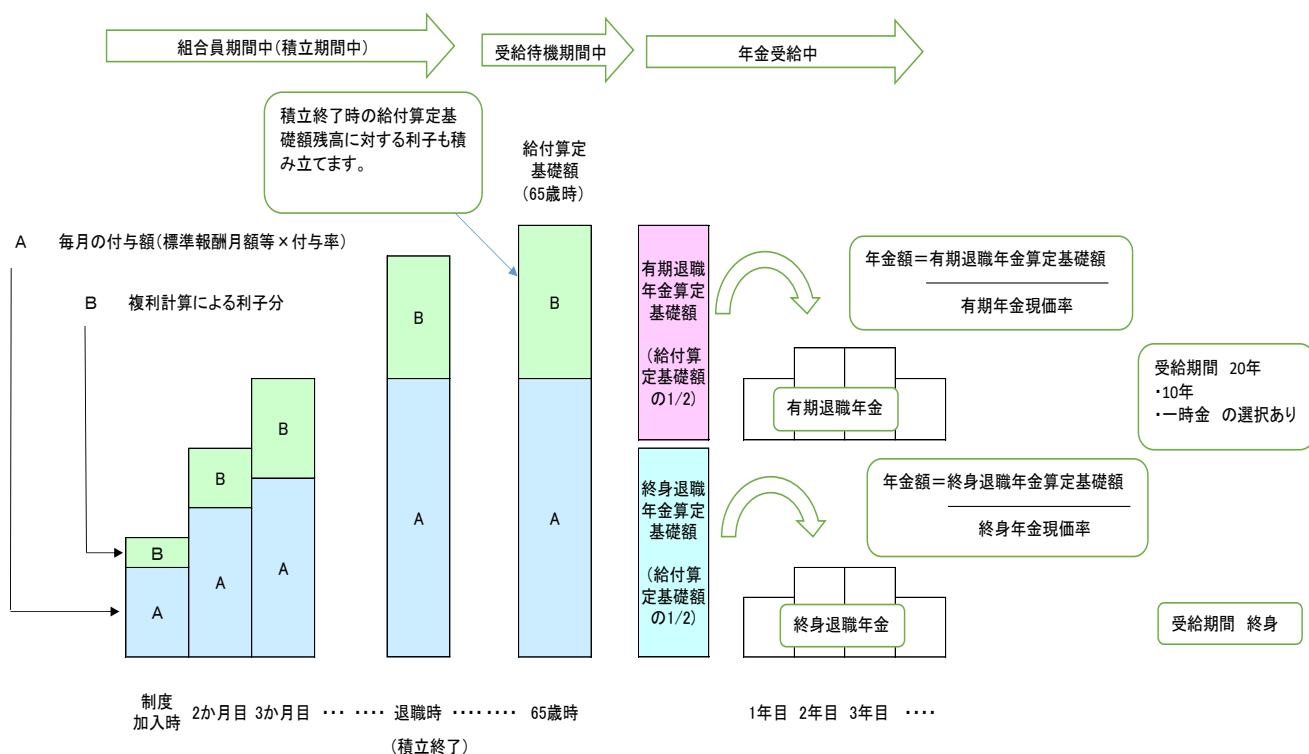 組合員期間中(積立期間中)
受給待機期間中
年金受給中
積立終了時の給付算定基
礎額残高に対する利子も積
み立てます。
給付算定
基礎額
(65歳時)
A 毎月の付与額(標準報酬月額等×付与率)
B 複利計算による利子分
B
A
B
A
B
A
B
A
B
A
有期退職
年金算定
基礎額
(給付算
定基礎額
の1/2)
年金額=有期退職年金算定基礎額
有期年金現価率
有期退職年金
受給期間 20年
・10年
・一時金 の選択あり
終身退職
年金算定
基礎額
(給付算
定基礎額
の1/2)
年金額=終身退職年金算定基礎額
終身年金現価率
終身退職年金
受給期間 終身
制度
加入時
2か月目
3か月目
・・・ ・・・・
退職時
(積立終了)
・・・・ ・・・・
65歳時
1年目
2年目
3年目
・・・・